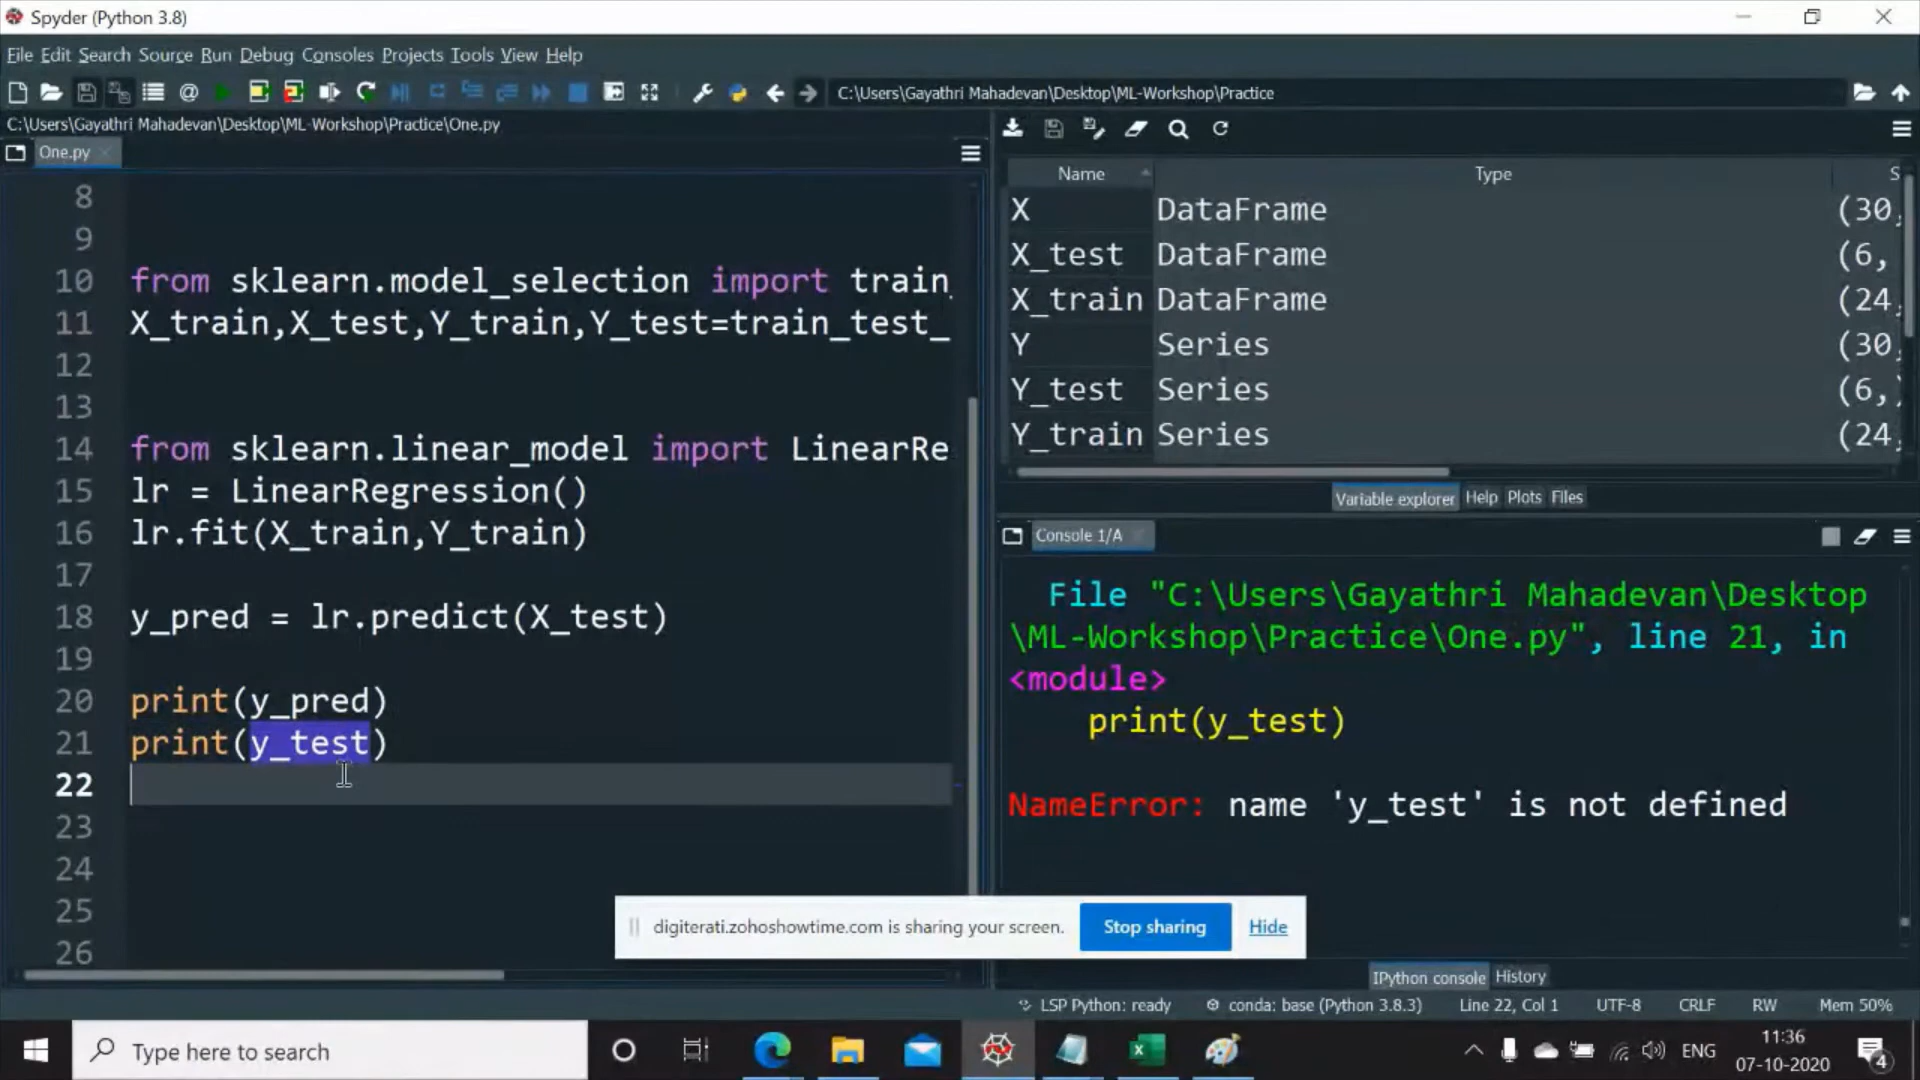 Spyder (Python 3.8)
File Edit Search Source Run Debug Consoles Projects Tools View Help
C:\Users\Gayathri Mahadevan\Desktop\ML-Workshop\Practice
C:\Users\Gayathri Mahadevan\Desktop\ML-Workshop\Practice\One.py
One.py
8
9
10 from sklearn.model_selection import train_
11 X_train,X_test,Y_train,Y_test=train_test_
12
13
14 from sklearn.linear_model import LinearRe
15 lr = LinearRegression()
16 lr.fit(X_train,Y_train)
17
18 y_pred = lr.predict(X_test)
19
20 print(y_pred)
21 print(y_test)
22
23
24
25
26
Name Type S
X DataFrame (30,
X_test DataFrame (6,
X_train DataFrame (24,
Y Series (30,
Y_test Series (6,)
Y_train Series (24,
Variable explorer Help Plots Files
Console 1/A
File "C:\Users\Gayathri Mahadevan\Desktop
\ML-Workshop\Practice\One.py", line 21, in
<module>
print(y_test)
NameError: name 'y_test' is not defined
digiterati.zohoshowtime.com is sharing your screen. Stop sharing Hide
IPython console History
LSP Python: ready conda: base (Python 3.8.3) Line 22, Col 1 UTF-8 CRLF RW Mem 50%
Type here to search
ENG
11:36
07-10-2020
4